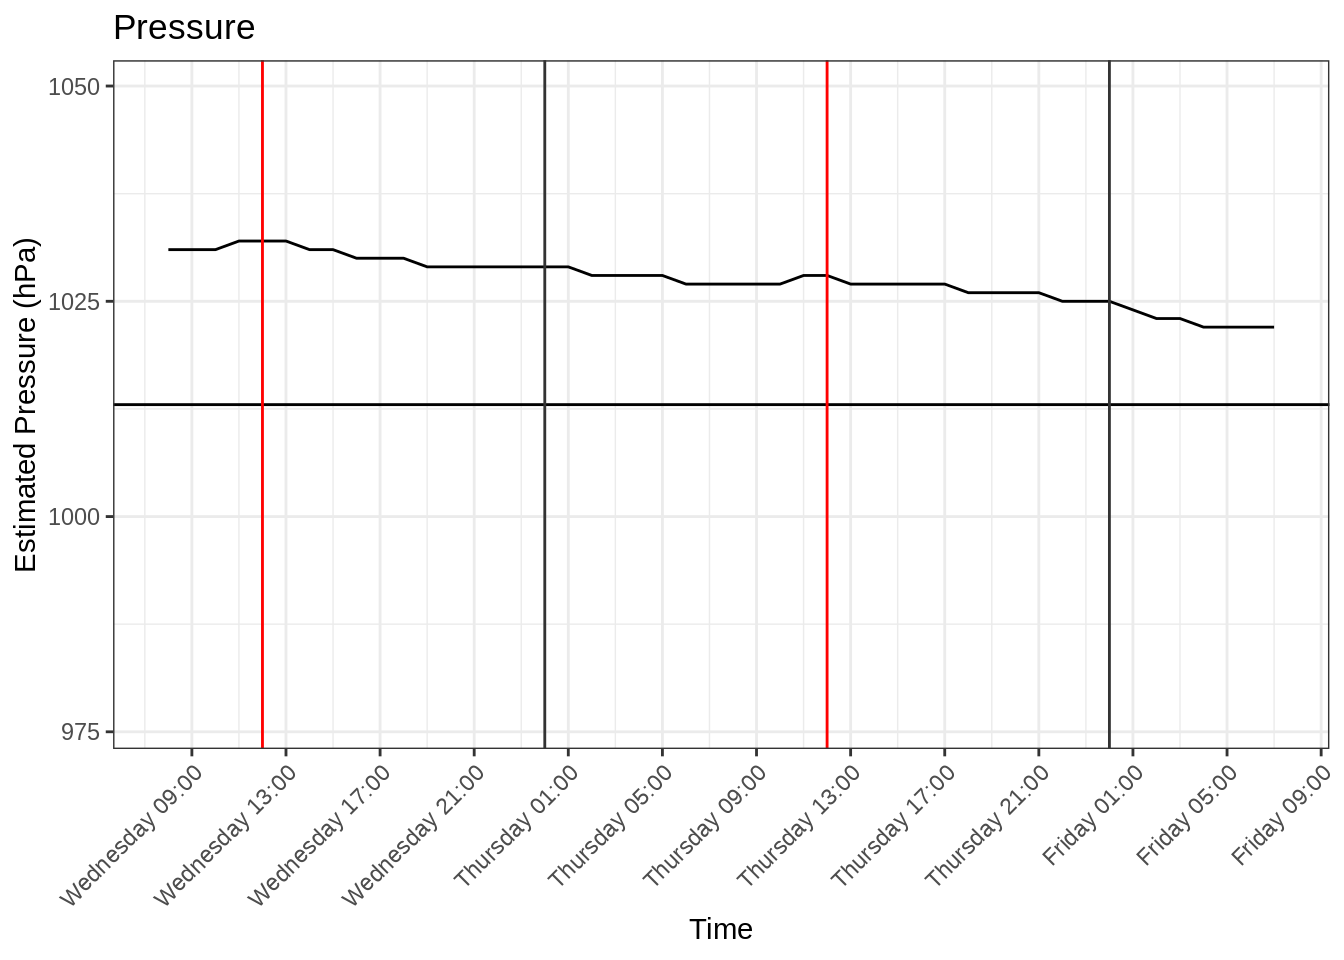 Pressure
1050
1025
1000
975
Estimated Pressure (hPa)
Wednesday 09:00
Wednesday 13:00
Wednesday 17:00
Wednesday 21:00
Thursday 01:00
Thursday 05:00
Thursday 09:00
Thursday 13:00
Thursday 17:00
Thursday 21:00
Friday 01:00
Friday 05:00
Friday 09:00
Time